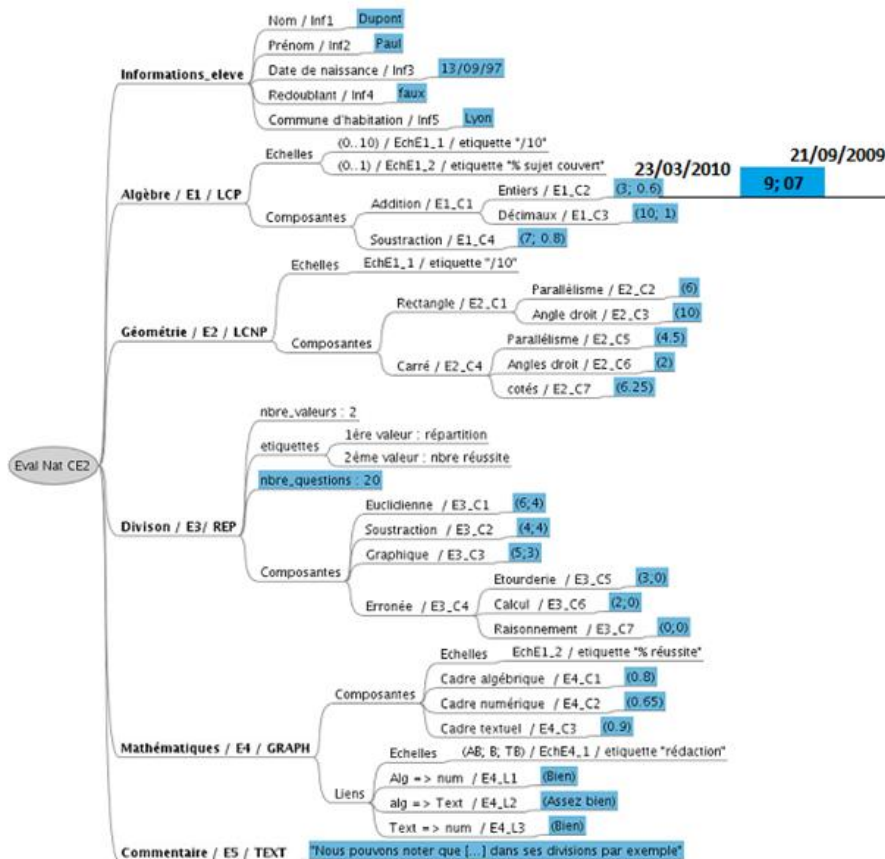 Nom / Inf1 Dupont
Prénom / Inf2 Paul
Informations_eleve
Date de naissance / Inf3 13/09/97
Redoublant / Inf4 faux
Commune d'habitation / Inf5 Lyon
Algèbre / E1 / LCP
Echelles
(0..10) / EchE1_1 / etiquette "/10"
(0..1) / EchE1_2 / etiquette "% sujet couvert"
Composantes
Addition / E1_C1
Entiers / E1_C2 (3; 0.6)
Décimaux / E1_C3 (10; 1)
Soustraction / E1_C4 (7; 0.8)
23/03/2010
21/09/2009
9; 07
Géométrie / E2 / LCNP
Echelles
EchE1_1 / etiquette "/10"
Composantes
Rectangle / E2_C1
Parallélisme / E2_C2 (6)
Angle droit / E2_C3 (10)
Carré / E2_C4
Parallélisme / E2_C5 (4.5)
Angles droit / E2_C6 (2)
cotés / E2_C7 (6.25)
Eval Nat CE2
Divison / E3/ REP
nbre_valeurs : 2
etiquettes
1ère valeur : répartition
2ème valeur : nbre réussite
nbre_questions : 20
Composantes
Euclidienne / E3_C1 (6;4)
Soustraction / E3_C2 (4;4)
Graphique / E3_C3 (5;3)
Erronée / E3_C4
Etourderie / E3_C5 (3;0)
Calcul / E3_C6 (2;0)
Raisonnement / E3_C7 (0;0)
Mathématiques / E4 / GRAPH
Composantes
Echelles EchE1_2 / etiquette "% réussite"
Cadre algébrique / E4_C1 (0.8)
Cadre numérique / E4_C2 (0.65)
Cadre textuel / E4_C3 (0.9)
Liens
Echelles (AB; B; TB) / EchE4_1 / etiquette "rédaction"
Alg => num / E4_L1 (Bien)
alg => Text / E4_L2 (Assez bien)
Text => num / E4_L3 (Bien)
Commentaire / E5 / TEXT "Nous pouvons noter que [...] dans ses divisions par exemple"